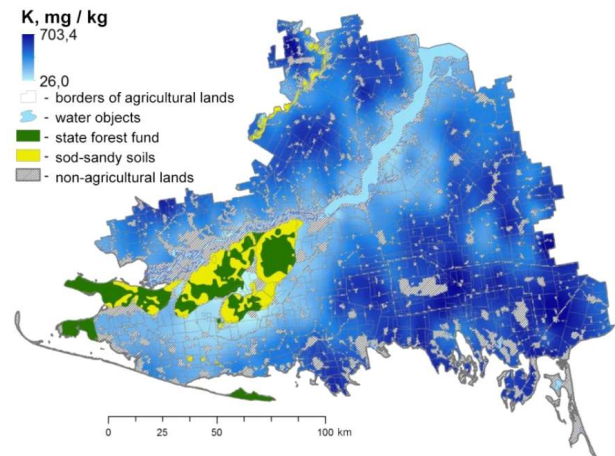 K, mg / kg
703,4
26,0
- borders of agricultural lands
- water objects
- state forest fund
- sod-sandy soils
- non-agricultural lands
0 25 50 100 km